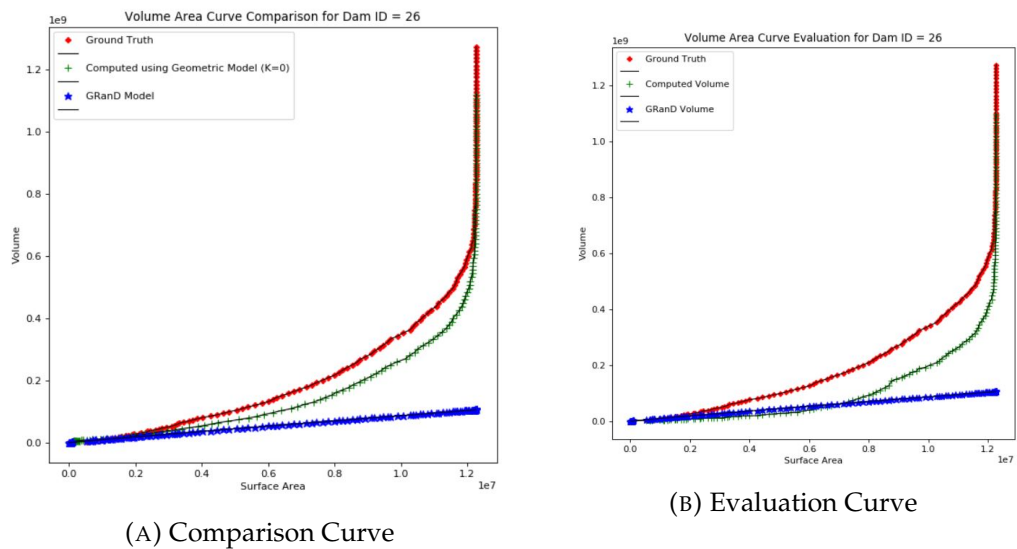 Volume Area Curve Comparison for Dam ID = 26
1e9
Ground Truth
Computed using Geometric Model (K=0)
GRanD Model
1.2
1.0
0.8
0.6
0.4
0.2
0.0
Volume
0.0 0.2 0.4 0.6 0.8 1.0 1.2
1e7
Surface Area
(A) Comparison Curve
Volume Area Curve Evaluation for Dam ID = 26
1e9
Ground Truth
Computed Volume
GRanD Volume
1.2
1.0
0.8
0.6
0.4
0.2
0.0
Volume
0.0 0.2 0.4 0.6 0.8 1.0 1.2
1e7
Surface Area
(B) Evaluation Curve